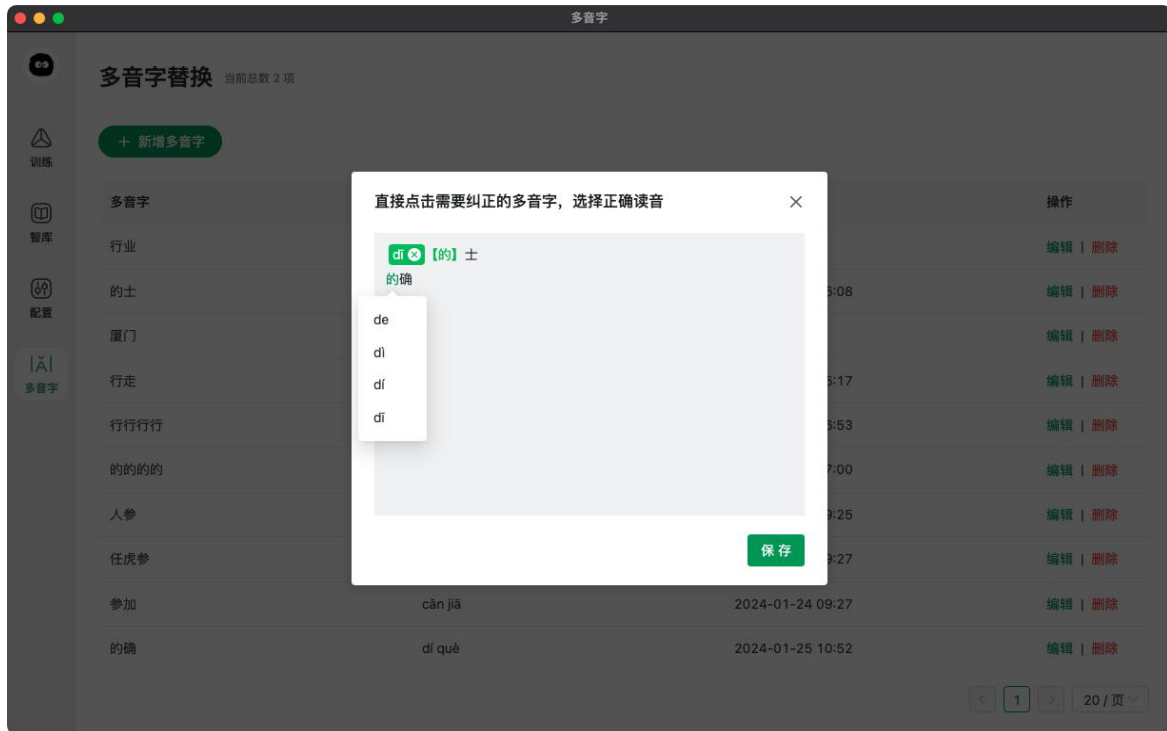 多音字
多音字替换 当前总数 2 项
训练
智库
配置
|Ă|
多音字
+ 新增多音字
多音字 操作
行业 编辑 | 删除
的士 6:08 编辑 | 删除
厦门 编辑 | 删除
行走 6:17 编辑 | 删除
行行行行 6:53 编辑 | 删除
的的的的 7:00 编辑 | 删除
人参 9:25 编辑 | 删除
任虎参 9:27 编辑 | 删除
参加 cān jiā 2024-01-24 09:27 编辑 | 删除
的确 dí què 2024-01-25 10:52 编辑 | 删除
1 20 / 页
直接点击需要纠正的多音字，选择正确读音
dī 【的】士
的确
de
dì
dí
dī
保存